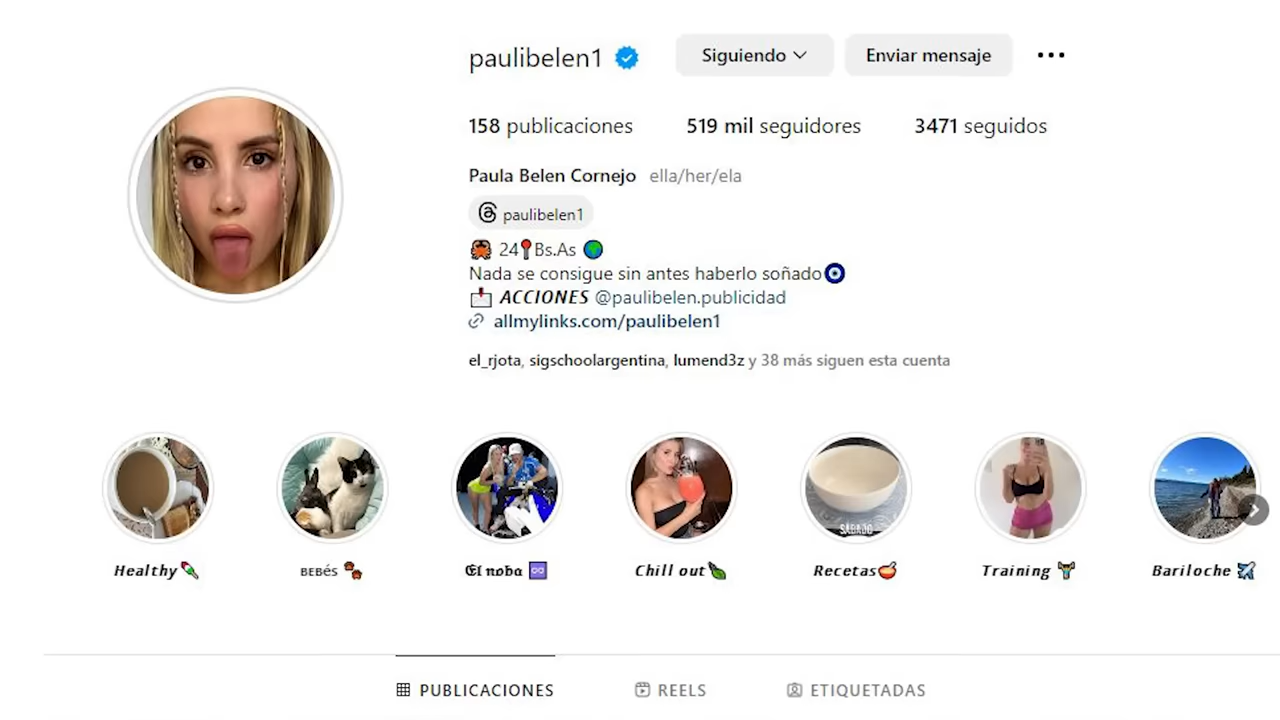 paulibelen1
Siguiendo
Enviar mensaje
158 publicaciones
519 mil seguidores
3471 seguidos
Paula Belen Cornejo ella/her/ela
paulibelen1
🦀 24📍Bs.As 🌍
Nada se consigue sin antes haberlo soñado🧿
📩 ACCIONES @paulibelen.publicidad
allmylinks.com/paulibelen1
el_rjota, sigschoolargentina, lumend3z y 38 más siguen esta cuenta
SÁBADO
Healthy
ʙᴇʙés
𝕰𝖑 𝖓𝖔𝖇𝖆 ♾️
Chill out
Recetas
Training
Bariloche ✈️
PUBLICACIONES
REELS
ETIQUETADAS